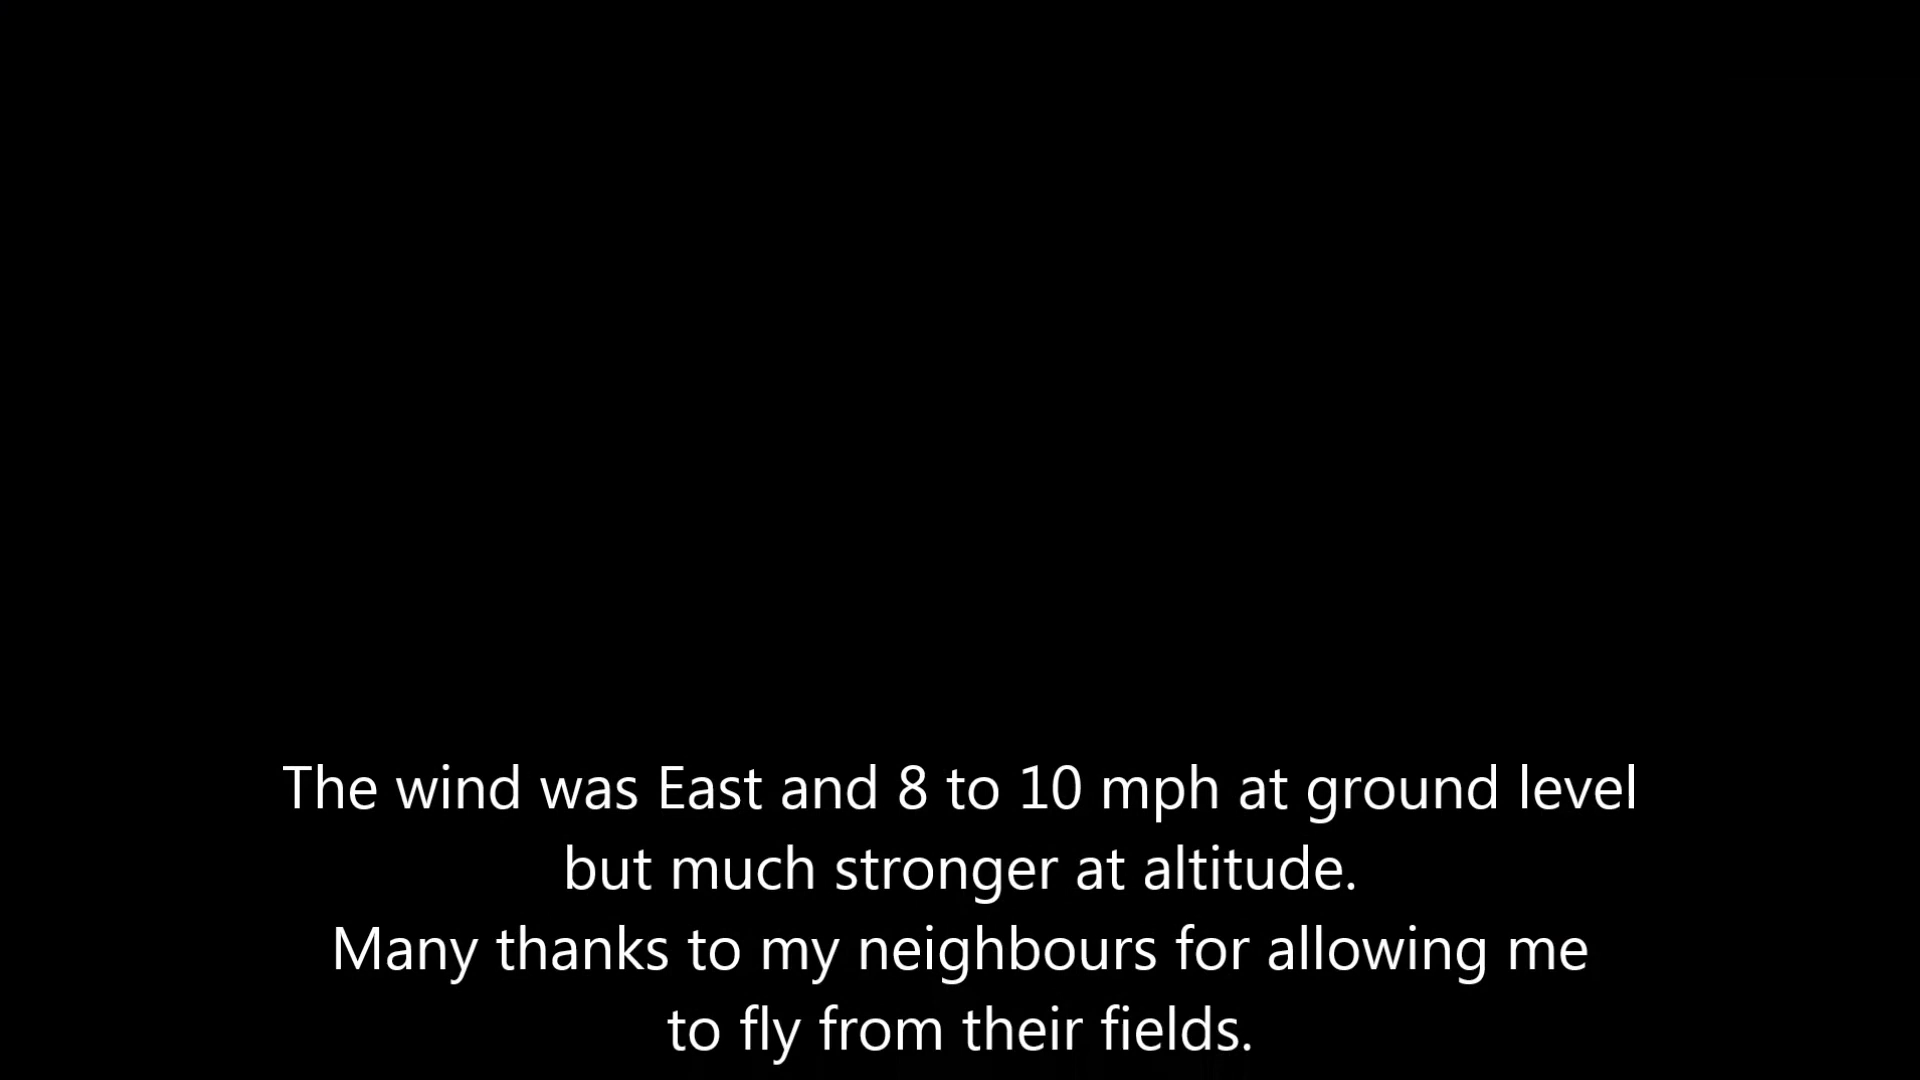 The wind was East and 8 to 10 mph at ground level
but much stronger at altitude.
Many thanks to my neighbours for allowing me
to fly from their fields.